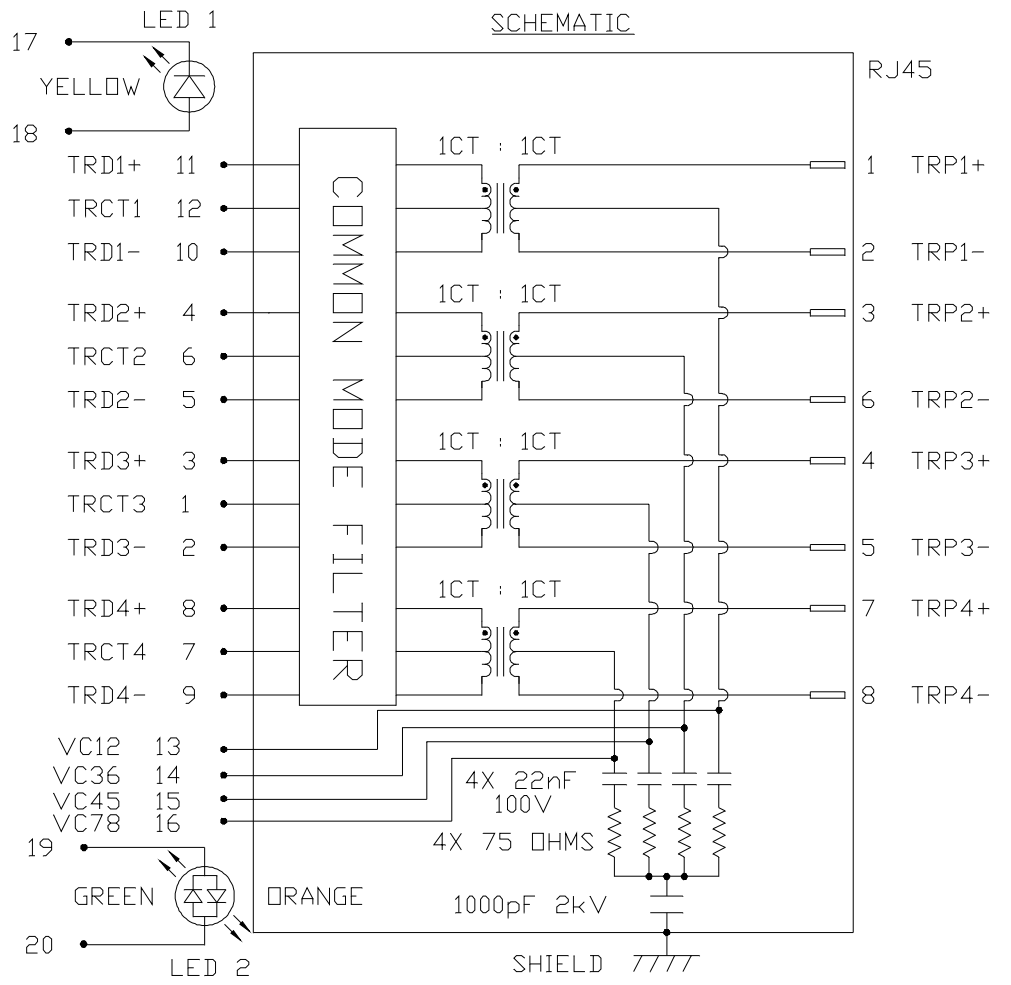 LED 1
SCHEMATIC
17
YELLOW
RJ45
18
1CT : 1CT
TRD1+ 11
1 TRP1+
TRCT1 12
TRD1- 10
2 TRP1-
1CT : 1CT
TRD2+ 4
3 TRP2+
TRCT2 6
TRD2- 5
6 TRP2-
COMMON MODE FILTER
1CT : 1CT
TRD3+ 3
4 TRP3+
TRCT3 1
TRD3- 2
5 TRP3-
1CT : 1CT
TRD4+ 8
7 TRP4+
TRCT4 7
TRD4- 9
8 TRP4-
VC12 13
VC36 14
VC45 15
VC78 16
4X 22nF
100V
4X 75 OHMS
19
GREEN
ORANGE
1000pF 2kV
20
LED 2
SHIELD